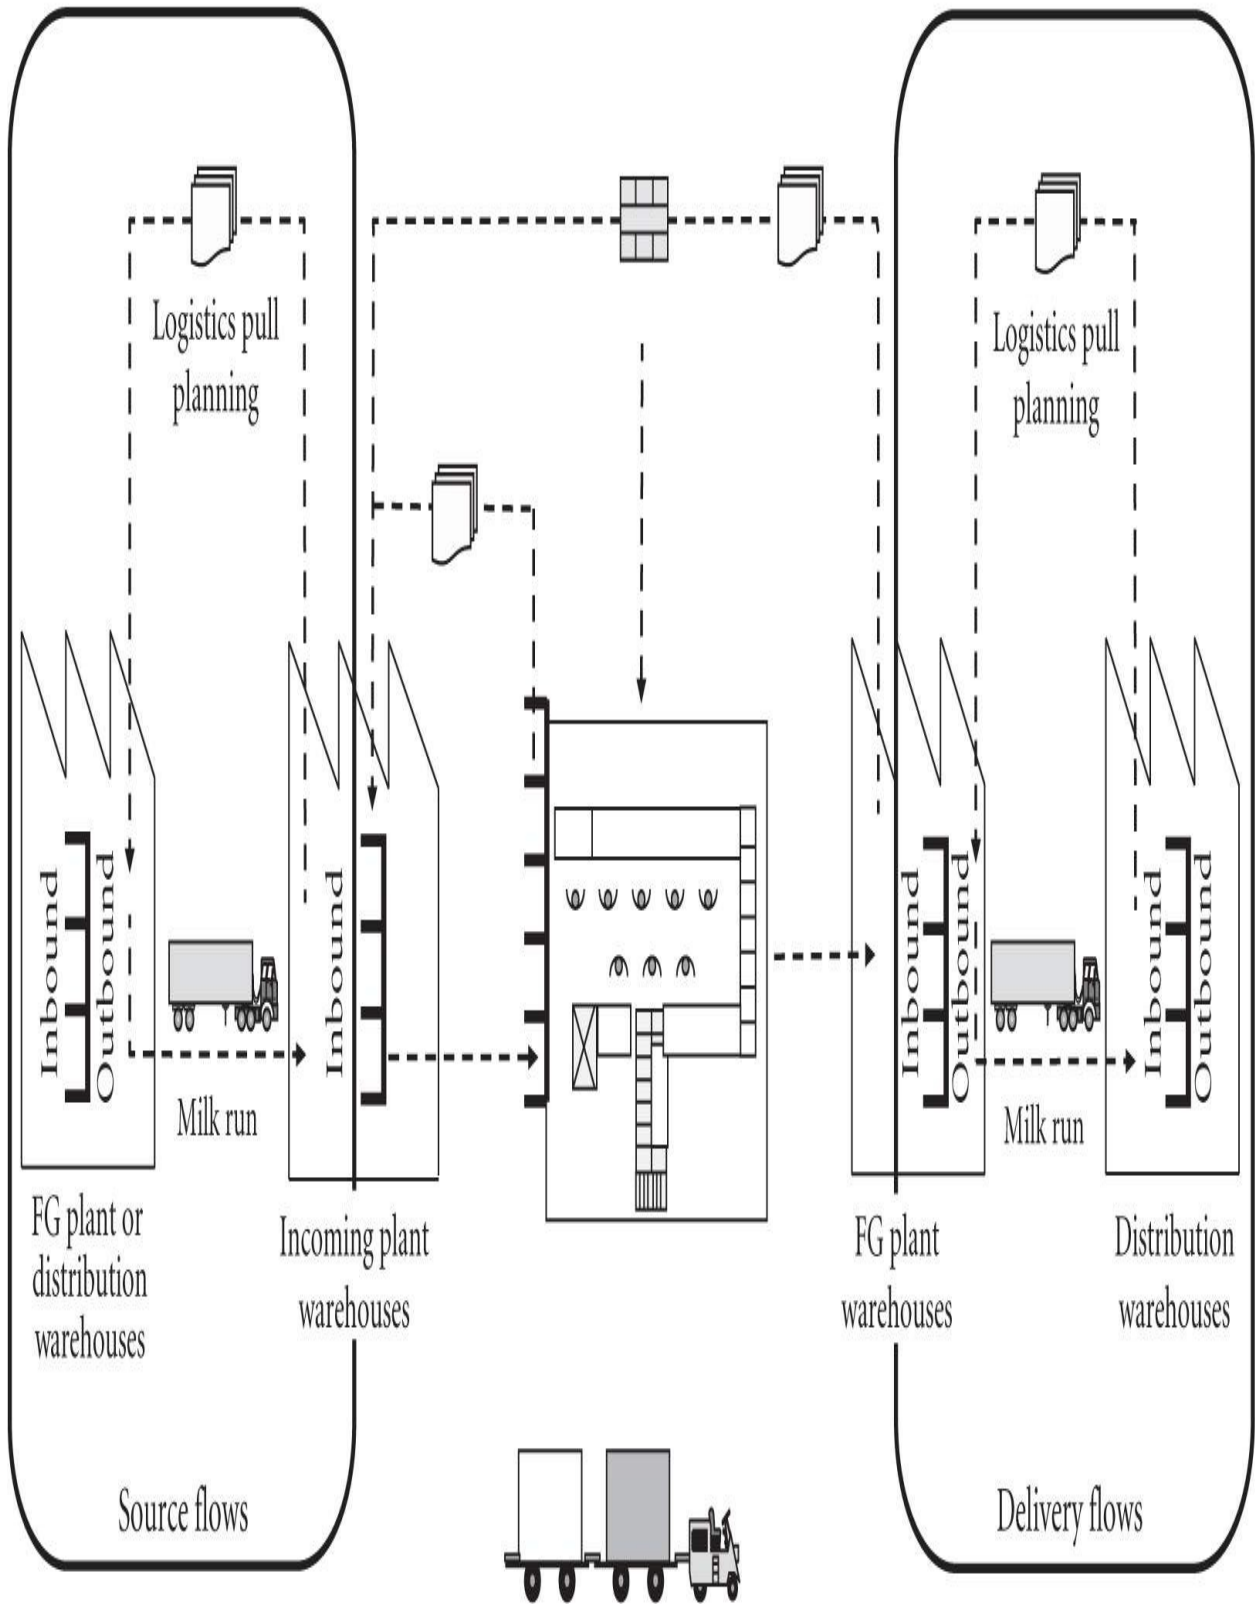 Logistics pull
planning
Logistics pull
planning
Inbound
Outbound
Inbound
Inbound
Outbound
Inbound
Outbound
Milk run
Milk run
FG plant or
distribution
warehouses
Incoming plant
warehouses
FG plant
warehouses
Distribution
warehouses
Source flows
Delivery flows